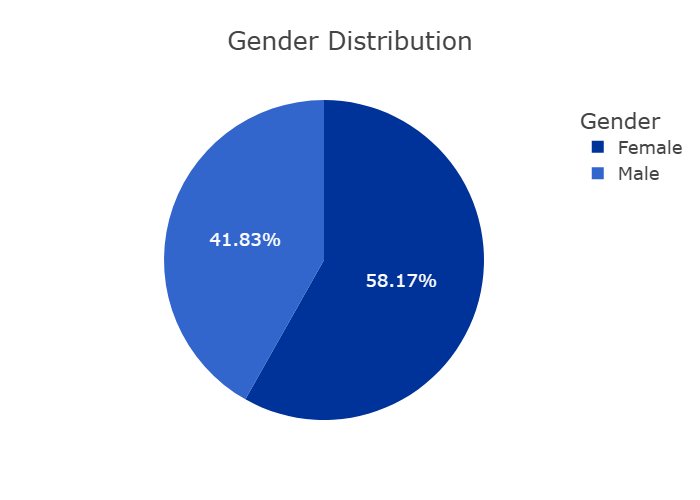 Gender Distribution
Gender
Female
Male
41.83%
58.17%